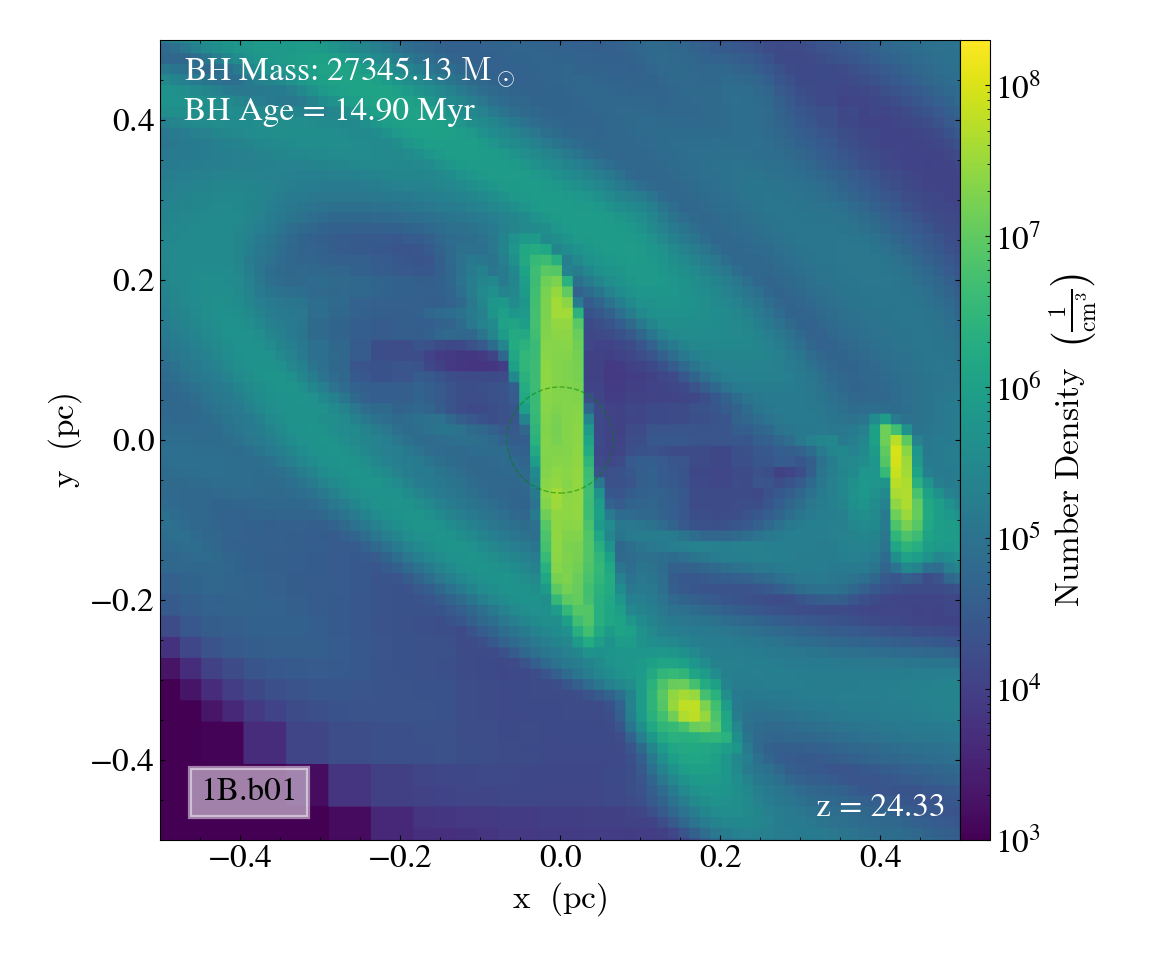 BH Mass: 27345.13 M⊙
BH Age = 14.90 Myr
0.4
0.2
0.0
−0.2
−0.4
y (pc)
1B.b01
z = 24.33
−0.4 −0.2 0.0 0.2 0.4
x (pc)
10⁸
10⁷
10⁶
10⁵
10⁴
10³
Number Density (1/cm³)